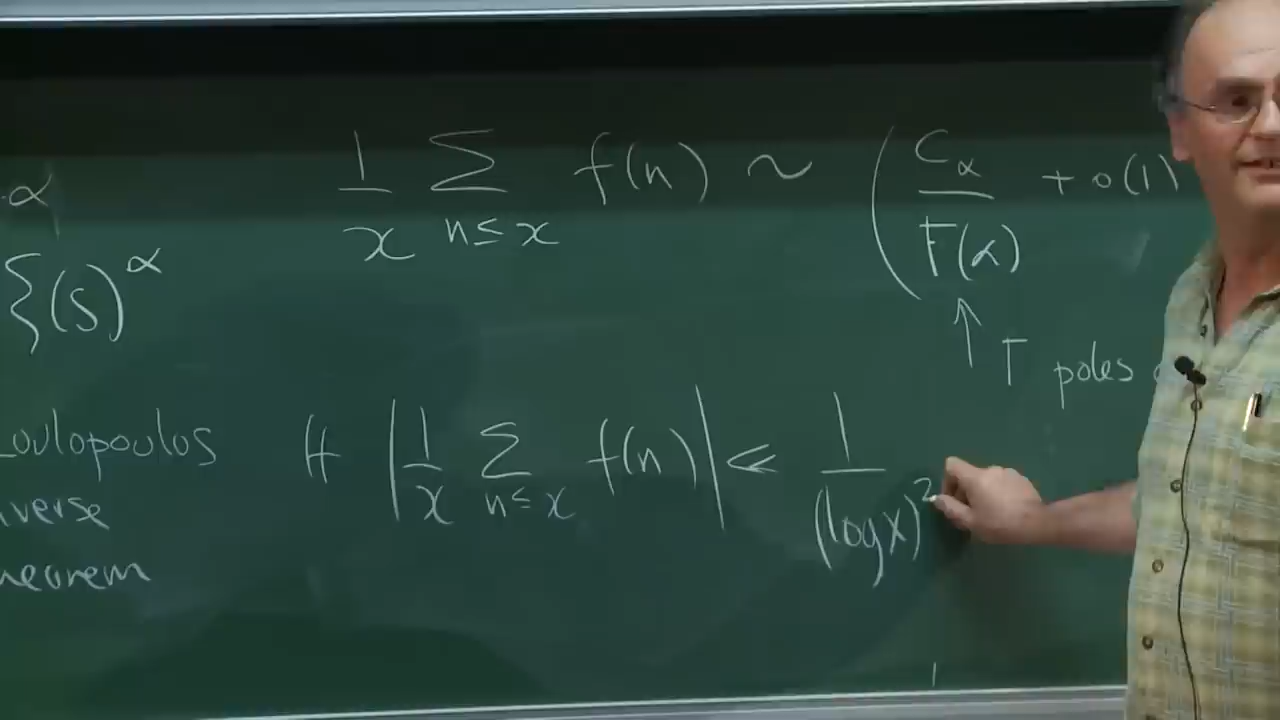 α
ζ(s)^α
oulopoulos
verse
heorem
1/x Σ_{n≤x} f(n) ~ ( c_α/Γ(α) + o(1)
↑ Γ poles
If |1/x Σ_{n≤x} f(n)| ≪ 1/(log x)^2